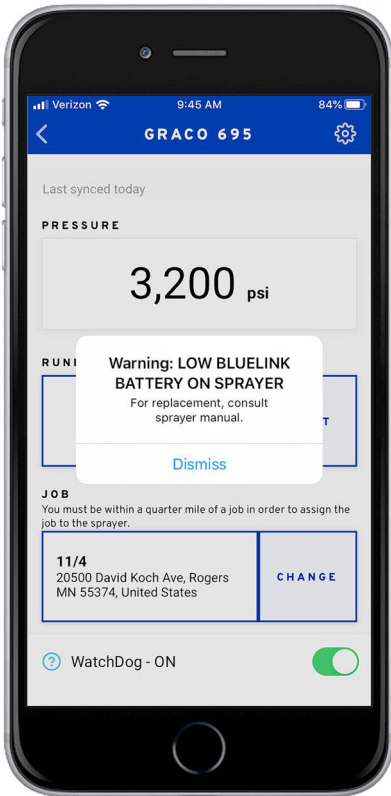 Verizon 9:45 AM 84%
GRACO 695
Last synced today
PRESSURE
3,200 psi
Warning: LOW BLUELINK
BATTERY ON SPRAYER
For replacement, consult
sprayer manual.
Dismiss
JOB
You must be within a quarter mile of a job in order to assign the
job to the sprayer.
11/4
20500 David Koch Ave, Rogers
MN 55374, United States
CHANGE
? WatchDog - ON